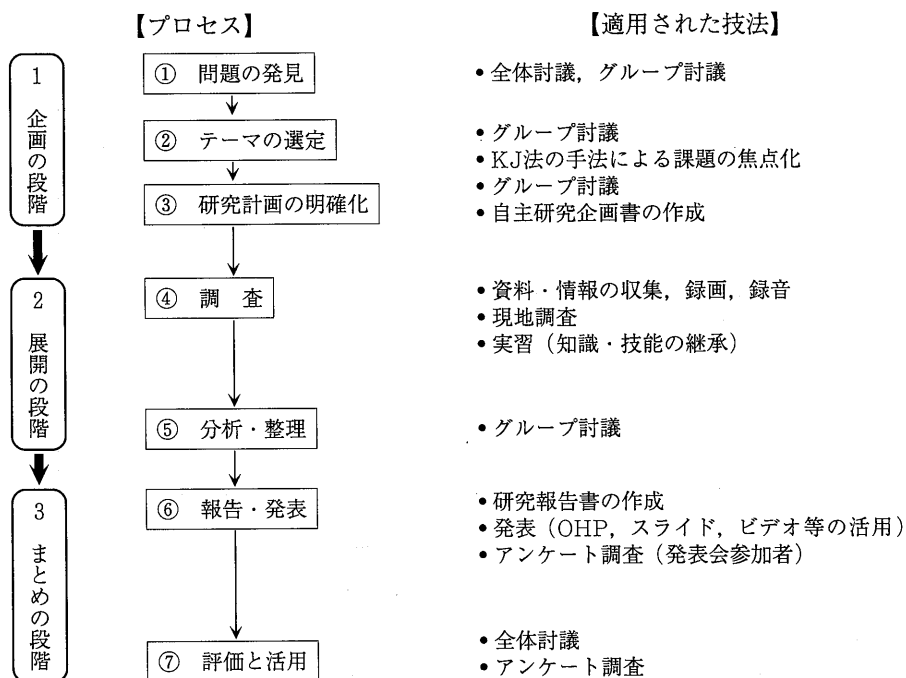 【プロセス】
【適用された技法】
1 企画の段階
① 問題の発見
• 全体討議，グループ討議
② テーマの選定
• グループ討議
• KJ法の手法による課題の焦点化
③ 研究計画の明確化
• グループ討議
• 自主研究企画書の作成
2 展開の段階
④ 調　査
• 資料・情報の収集，録画，録音
• 現地調査
• 実習（知識・技能の継承）
⑤ 分析・整理
• グループ討議
3 まとめの段階
⑥ 報告・発表
• 研究報告書の作成
• 発表（OHP，スライド，ビデオ等の活用）
• アンケート調査（発表会参加者）
⑦ 評価と活用
• 全体討議
• アンケート調査